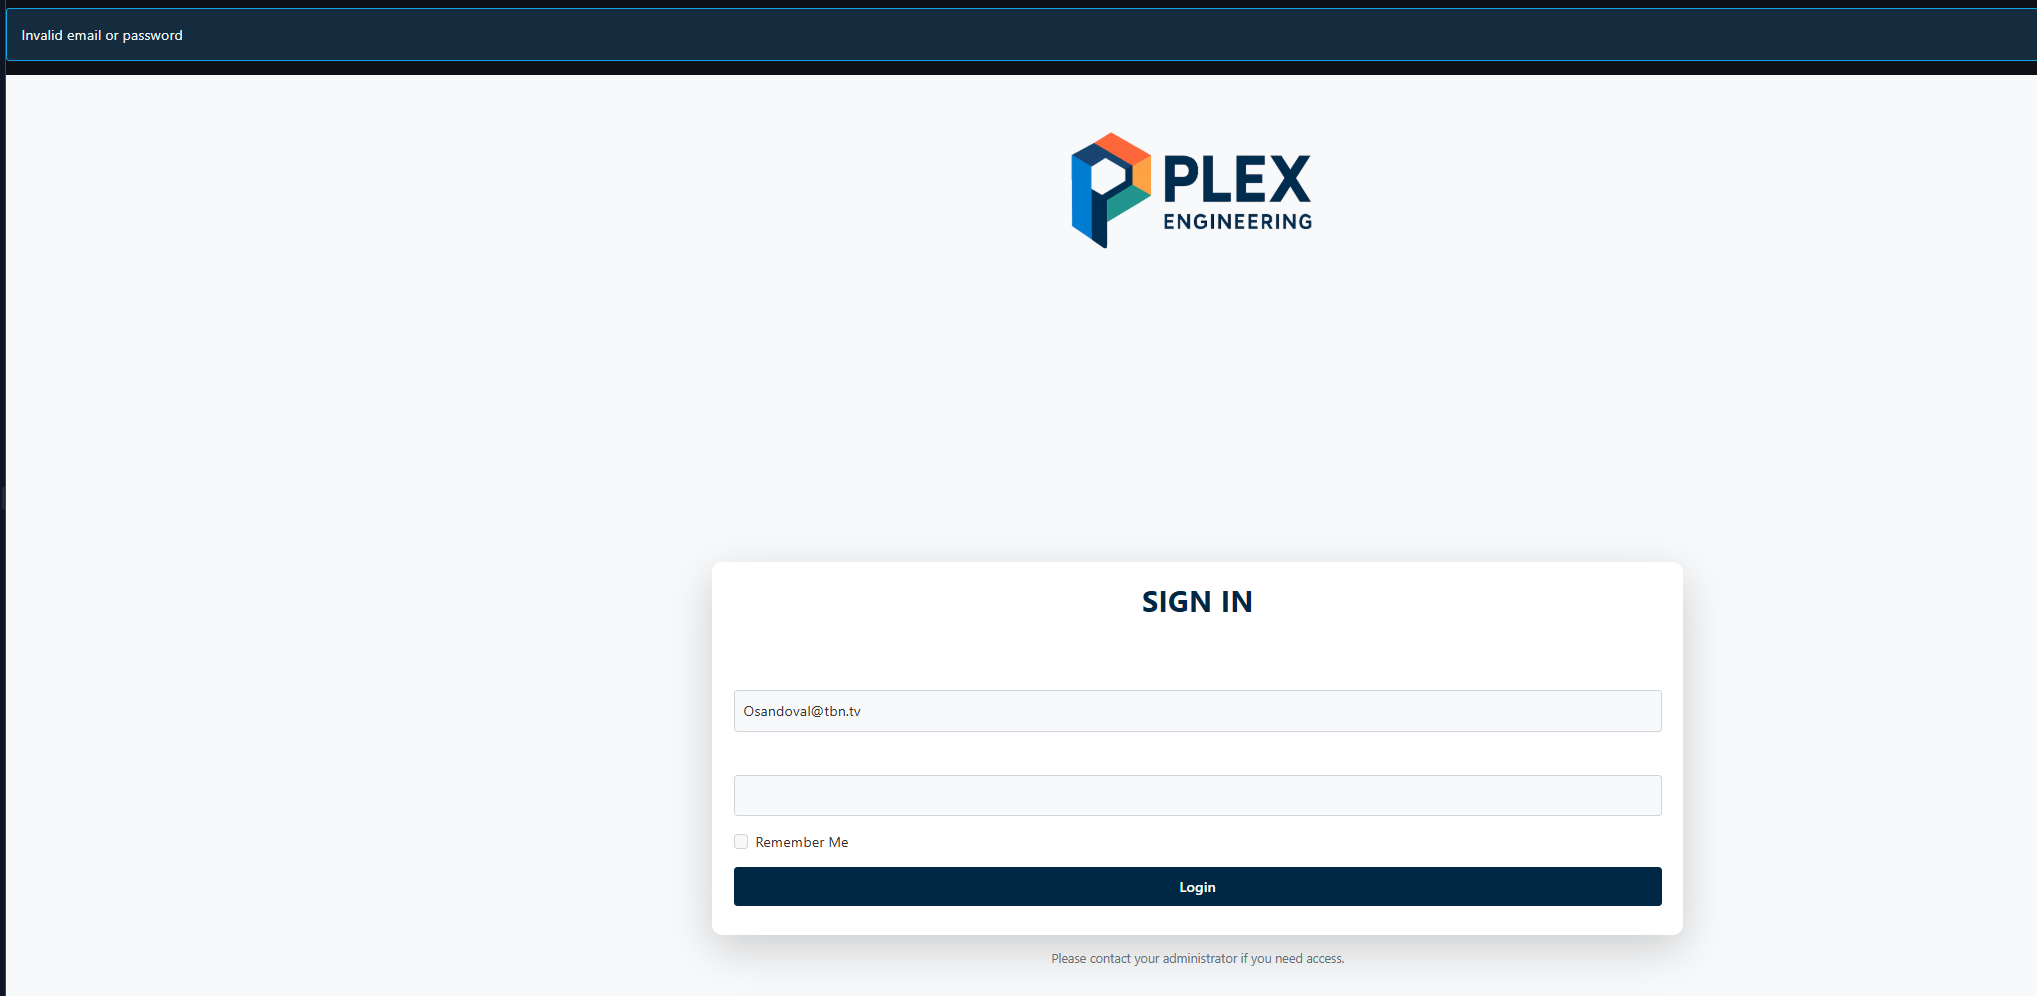 Invalid email or password
PLEX
ENGINEERING
SIGN IN
Osandoval@tbn.tv
Remember Me
Login
Please contact your administrator if you need access.